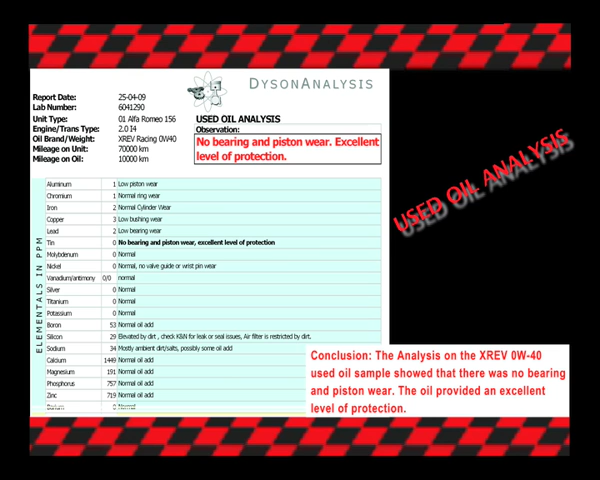 DYSONANALYSIS
Report Date: 25-04-09
Lab Number: 6041290
Unit Type: 01 Alfa Romeo 156
Engine/Trans Type: 2.0 I4
Oil Brand/Weight: XREV Racing 0W40
Mileage on Unit: 70000 km
Mileage on Oil: 10000 km
USED OIL ANALYSIS
Observation:
No bearing and piston wear. Excellent
level of protection.
USED OIL ANALYSIS
ELEMENTALS IN PPM
Aluminum 1 Low piston wear
Chromium 1 Normal ring wear
Iron 2 Normal Cylinder Wear
Copper 3 Low bushing wear
Lead 2 Low bearing wear
Tin 0 No bearing and piston wear, excellent level of protection
Molybdenum 0 Normal
Nickel 0 Normal, no valve guide or wrist pin wear
Vanadium/antimony 0/0 normal
Silver 0 Normal
Titanium 0 Normal
Potassium 0 Normal
Boron 53 Normal oil add
Silicon 29 Elevated by dirt , check K&N for leak or seal issues, Air filter is restricted by dirt.
Sodium 34 Mostly ambient dirt/salts, possibly some oil add
Calcium 1449 Normal oil add
Magnesium 191 Normal oil add
Phosphorus 757 Normal oil add
Zinc 719 Normal oil add
Conclusion: The Analysis on the XREV 0W-40
used oil sample showed that there was no bearing
and piston wear. The oil provided an excellent
level of protection.